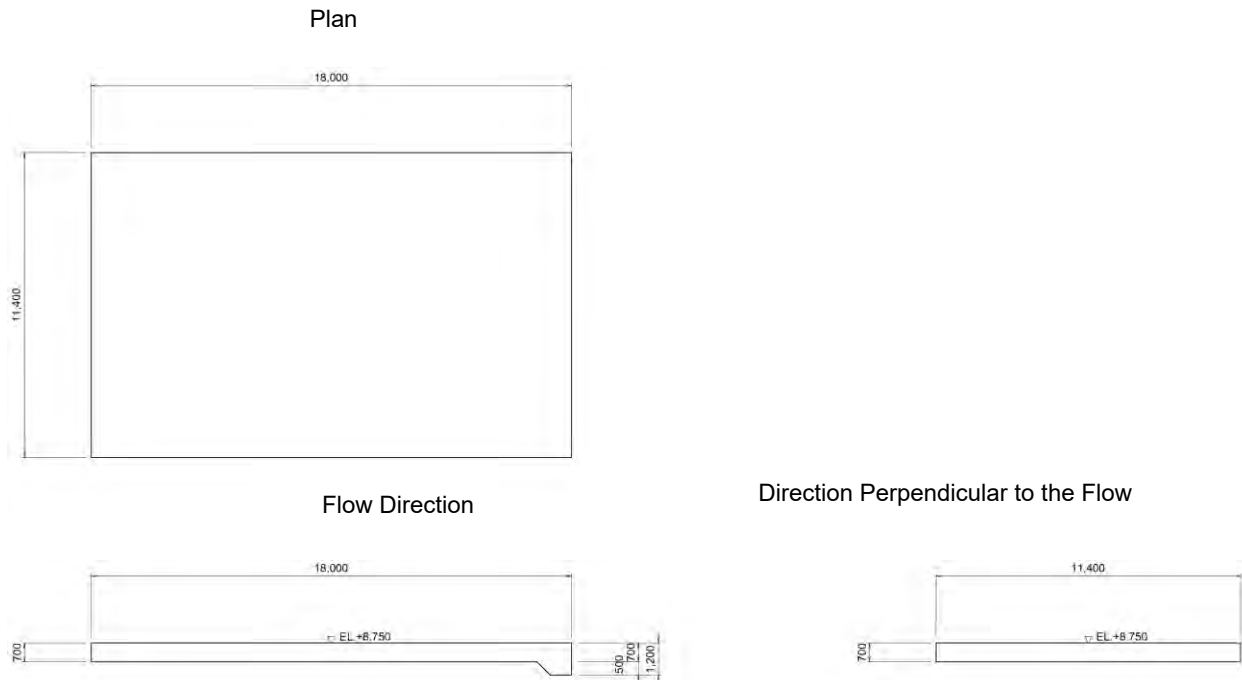 Plan
18,000
11,400
Flow Direction
Direction Perpendicular to the Flow
18,000
11,400
EL.+8.750
EL.+8.750
700
500
700
1,200
700